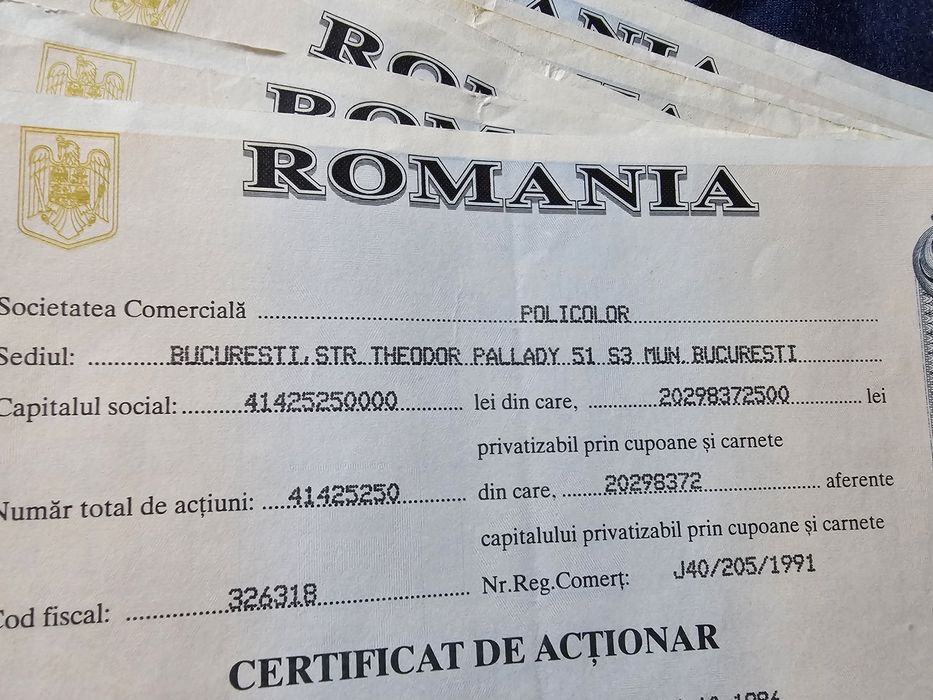 ROMANIA
ROMANIA
Societatea Comercială ........ POLICOLOR ........
Sediul: ........ BUCURESTI, STR THEODOR PALLADY 51 S3 MUN BUCURESTI ........
Capitalul social: ........ 41425250000 ........ lei din care, ........ 20298372500 ........ lei
privatizabil prin cupoane și carnete
Număr total de acțiuni: ........ 41425250 ........ din care, ........ 20298372 ........ aferente
capitalului privatizabil prin cupoane și carnete
Cod fiscal: ........ 326318 ........ Nr.Reg.Comerț: J40/205/1991
CERTIFICAT DE ACȚIONAR